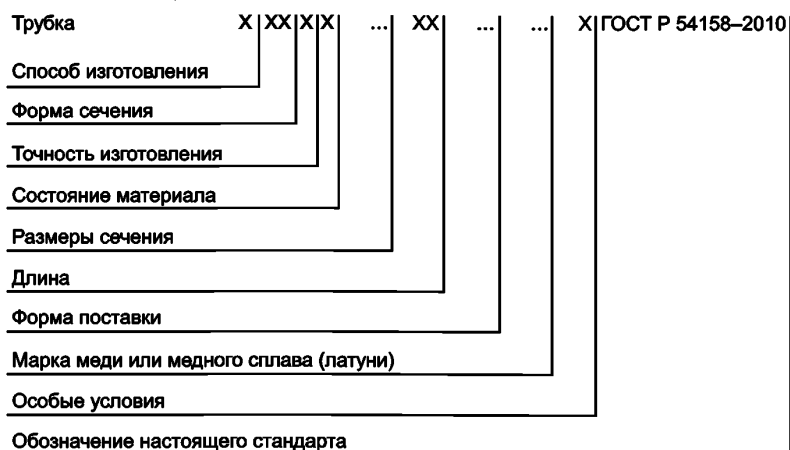 Трубка X XX X X ... XX ... ... X ГОСТ Р 54158–2010
Способ изготовления
Форма сечения
Точность изготовления
Состояние материала
Размеры сечения
Длина
Форма поставки
Марка меди или медного сплава (латуни)
Особые условия
Обозначение настоящего стандарта